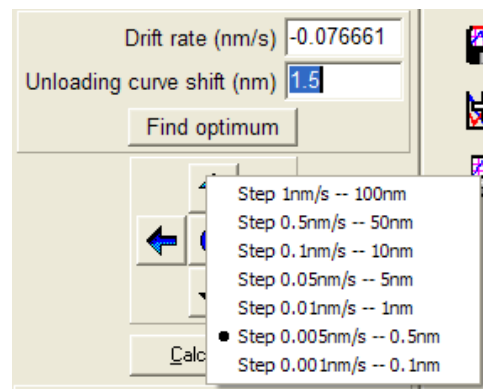 Drift rate (nm/s) -0.076661
Unloading curve shift (nm) 1.5
Find optimum
Step 1nm/s -- 100nm
Step 0.5nm/s -- 50nm
Step 0.1nm/s -- 10nm
Step 0.05nm/s -- 5nm
Step 0.01nm/s -- 1nm
Step 0.005nm/s -- 0.5nm
Step 0.001nm/s -- 0.1nm
Calc